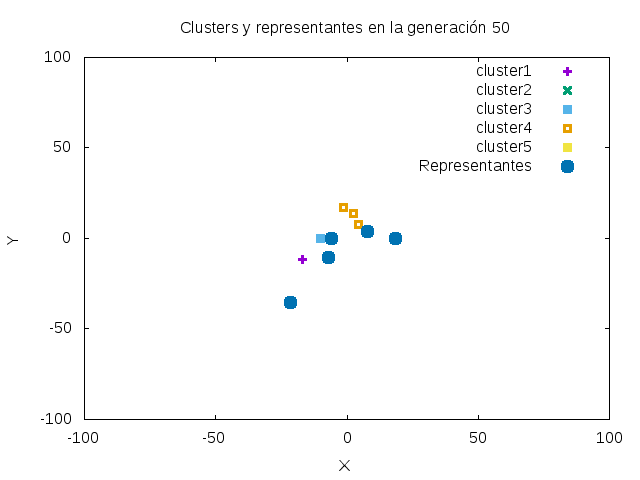 Clusters y representantes en la generación 50
100
50
0
-50
-100
-100
-50
0
50
100
X
Y
cluster1
cluster2
cluster3
cluster4
cluster5
Representantes